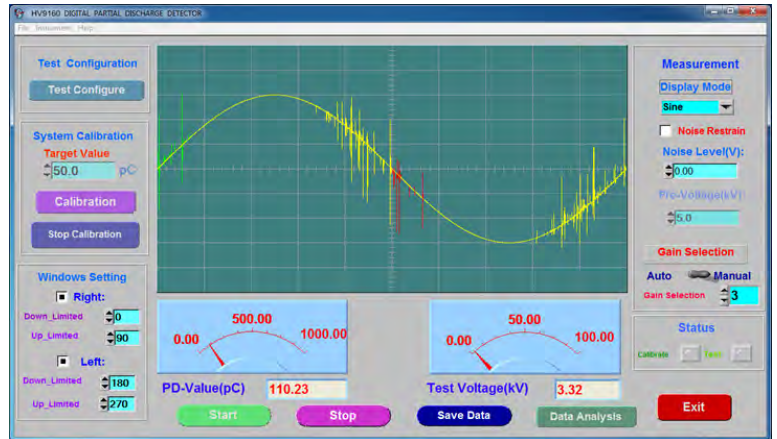 HV9160 DIGITAL PARTIAL DISCHARGE DETECTOR
File Measurement Help
Test Configuration
Test Configure
System Calibration
Target Value
50.0 pC
Calibration
Stop Calibration
Windows Setting
Right:
Down_Limited 0
Up_Limited 90
Left:
Down_Limited 180
Up_Limited 270
0.00 500.00 1000.00
PD-Value(pC) 110.23
0.00 50.00 100.00
Test Voltage(kV) 3.32
Start Stop Save Data Data Analysis
Measurement
Display Mode
Sine
Noise Restrain
Noise Level(V):
0.00
Pre-Voltage(kV):
5.0
Gain Selection
Auto Manual
Gain Selection 3
Status
Calibrate Test
Exit